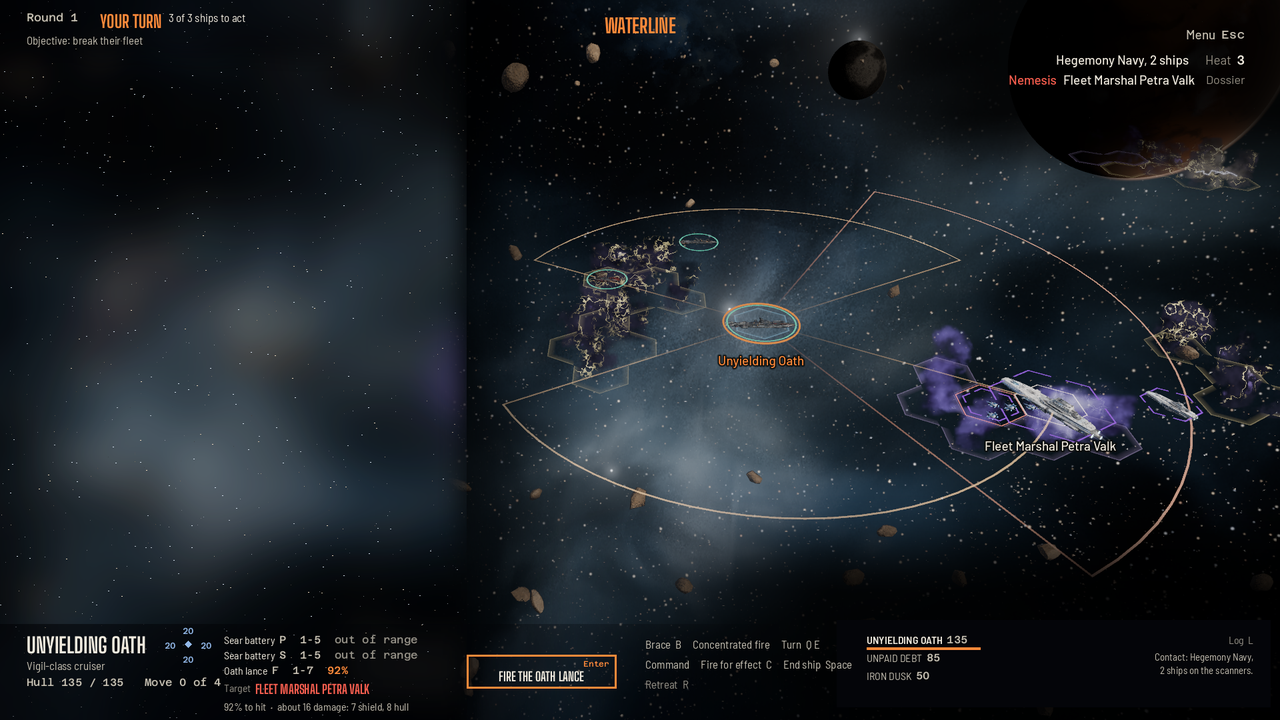 Round 1 YOUR TURN 3 of 3 ships to act
Objective: break their fleet
WATERLINE
Menu Esc
Hegemony Navy, 2 ships Heat 3
Nemesis Fleet Marshal Petra Valk Dossier
Unyielding Oath
Fleet Marshal Petra Valk
UNYIELDING OATH
Vigil-class cruiser
Hull 135 / 135 Move 0 of 4
20
20 20
20
Sear battery P 1-5 out of range
Sear battery S 1-5 out of range
Oath lance F 1-7 92%
Target FLEET MARSHAL PETRA VALK
92% to hit · about 16 damage: 7 shield, 8 hull
Enter
FIRE THE OATH LANCE
Brace B Concentrated fire Turn Q E
Command Fire for effect C End ship Space
Retreat R
UNYIELDING OATH 135
UNPAID DEBT 85
IRON DUSK 50
Log L
Contact: Hegemony Navy,
2 ships on the scanners.